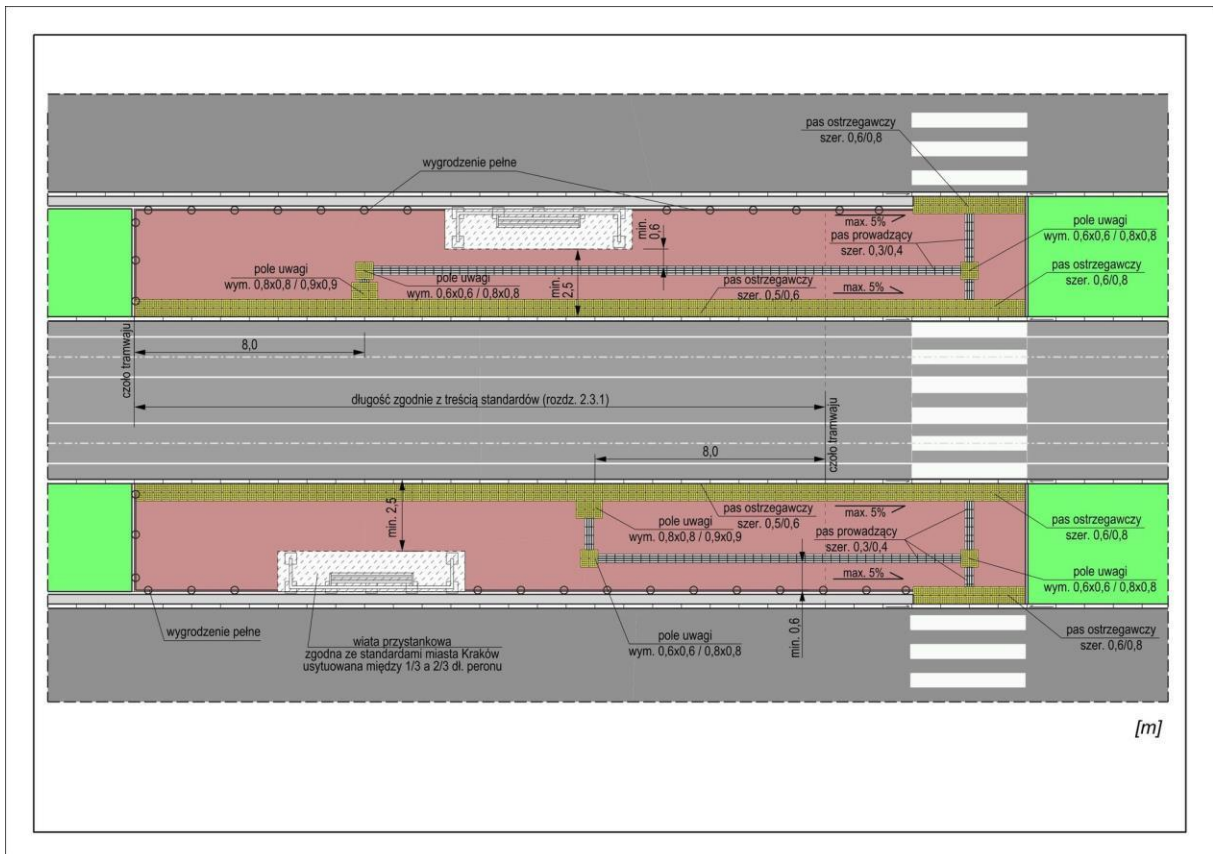 pas ostrzegawczy
szer. 0,6/0,8
wygrodzenie pełne
max. 5%
min.
0,6
pas prowadzący
szer. 0,3/0,4
pole uwagi
wym. 0,6x0,6 / 0,8x0,8
pole uwagi
wym. 0,8x0,8 / 0,9x0,9
pole uwagi
wym. 0,6x0,6 / 0,8x0,8
min.
2,5
pas ostrzegawczy
szer. 0,5/0,6
max. 5%
pas ostrzegawczy
szer. 0,6/0,8
czoło tramwaju
8,0
długość zgodnie z treścią standardów (rozdz. 2.3.1)
czoło tramwaju
8,0
min. 2,5
pas ostrzegawczy
szer. 0,5/0,6
max. 5%
pas ostrzegawczy
szer. 0,6/0,8
pole uwagi
wym. 0,8x0,8 / 0,9x0,9
pas prowadzący
szer. 0,3/0,4
max. 5%
pole uwagi
wym. 0,6x0,6 / 0,8x0,8
wygrodzenie pełne
wiata przystankowa
zgodna ze standardami miasta Kraków
usytuowana między 1/3 a 2/3 dł. peronu
pole uwagi
wym. 0,6x0,6 / 0,8x0,8
min. 0,6
pas ostrzegawczy
szer. 0,6/0,8
[m]